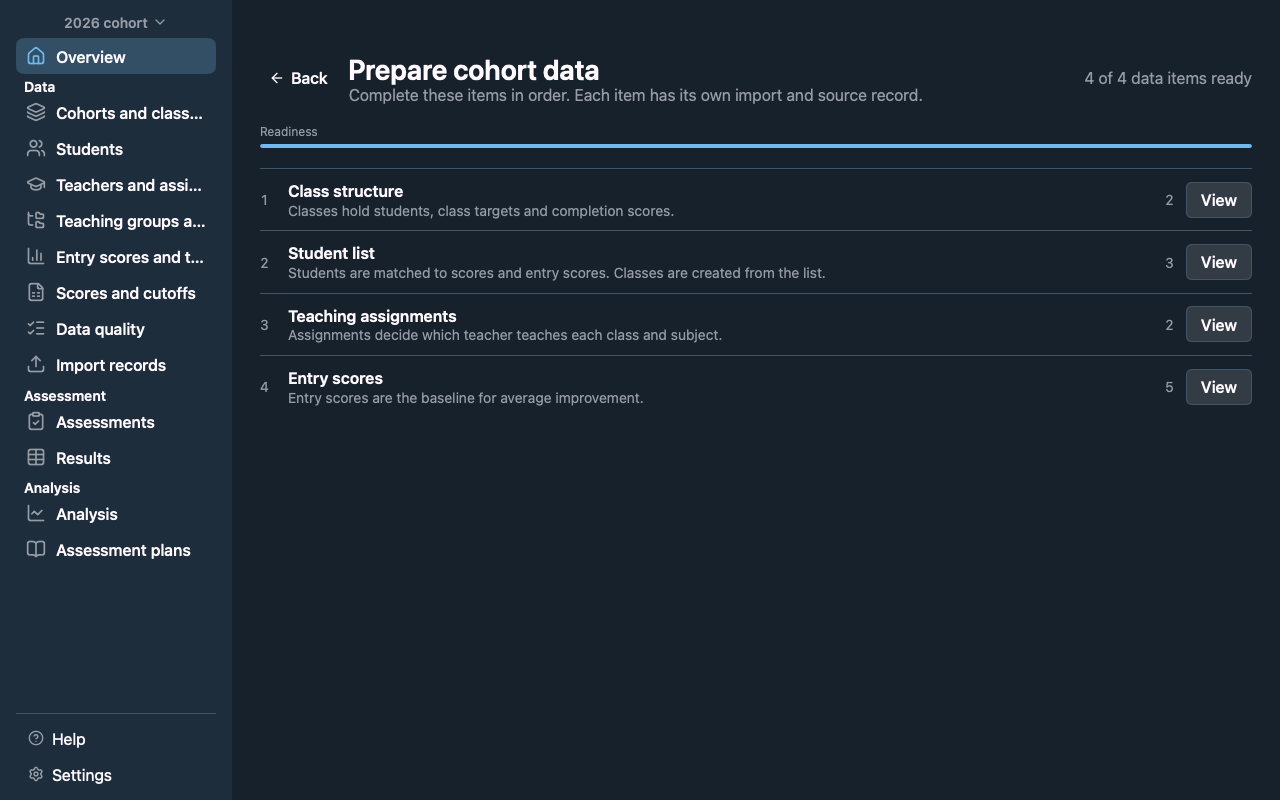 2026 cohort
Overview
Data
Cohorts and class...
Students
Teachers and assi...
Teaching groups a...
Entry scores and t...
Scores and cutoffs
Data quality
Import records
Assessment
Assessments
Results
Analysis
Analysis
Assessment plans
Help
Settings
Back
Prepare cohort data
Complete these items in order. Each item has its own import and source record.
4 of 4 data items ready
Readiness
1 Class structure 2 View
Classes hold students, class targets and completion scores.
2 Student list 3 View
Students are matched to scores and entry scores. Classes are created from the list.
3 Teaching assignments 2 View
Assignments decide which teacher teaches each class and subject.
4 Entry scores 5 View
Entry scores are the baseline for average improvement.